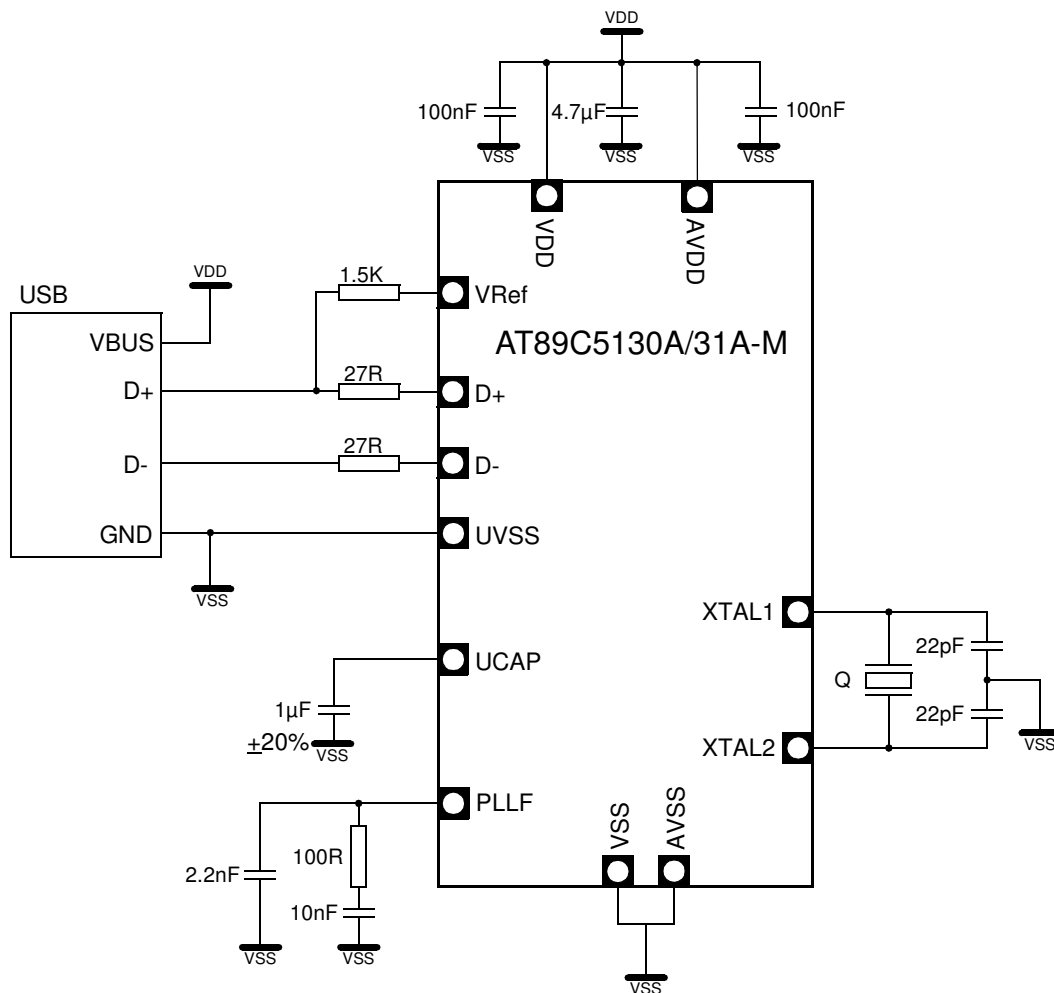 VDD
100nF
4.7µF
100nF
VSS
VSS
VSS
VDD
AVDD
VDD
1.5K
USB
VRef
VBUS
AT89C5130A/31A-M
27R
D+
D+
27R
D-
D-
GND
UVSS
VSS
XTAL1
22pF
UCAP
Q
1µF
22pF
±20%
VSS
XTAL2
VSS
PLLF
VSS
AVSS
100R
2.2nF
10nF
VSS
VSS
VSS